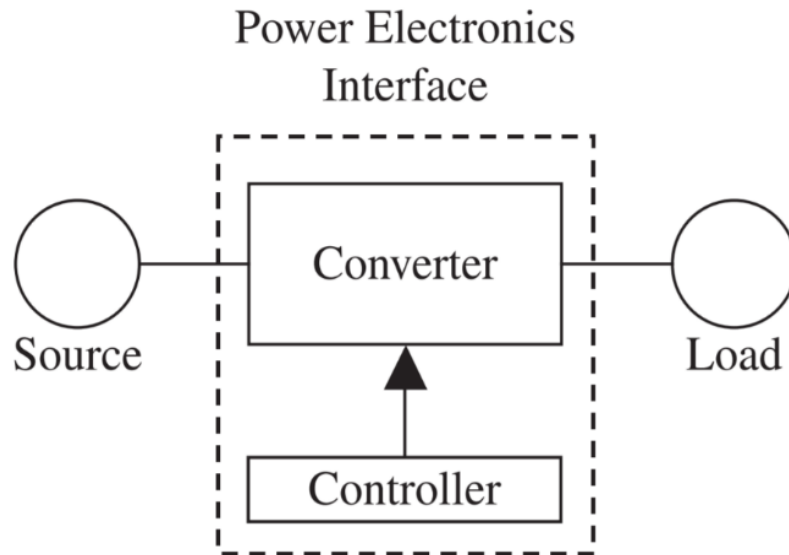 Power Electronics
Interface
Converter
Source
Load
Controller